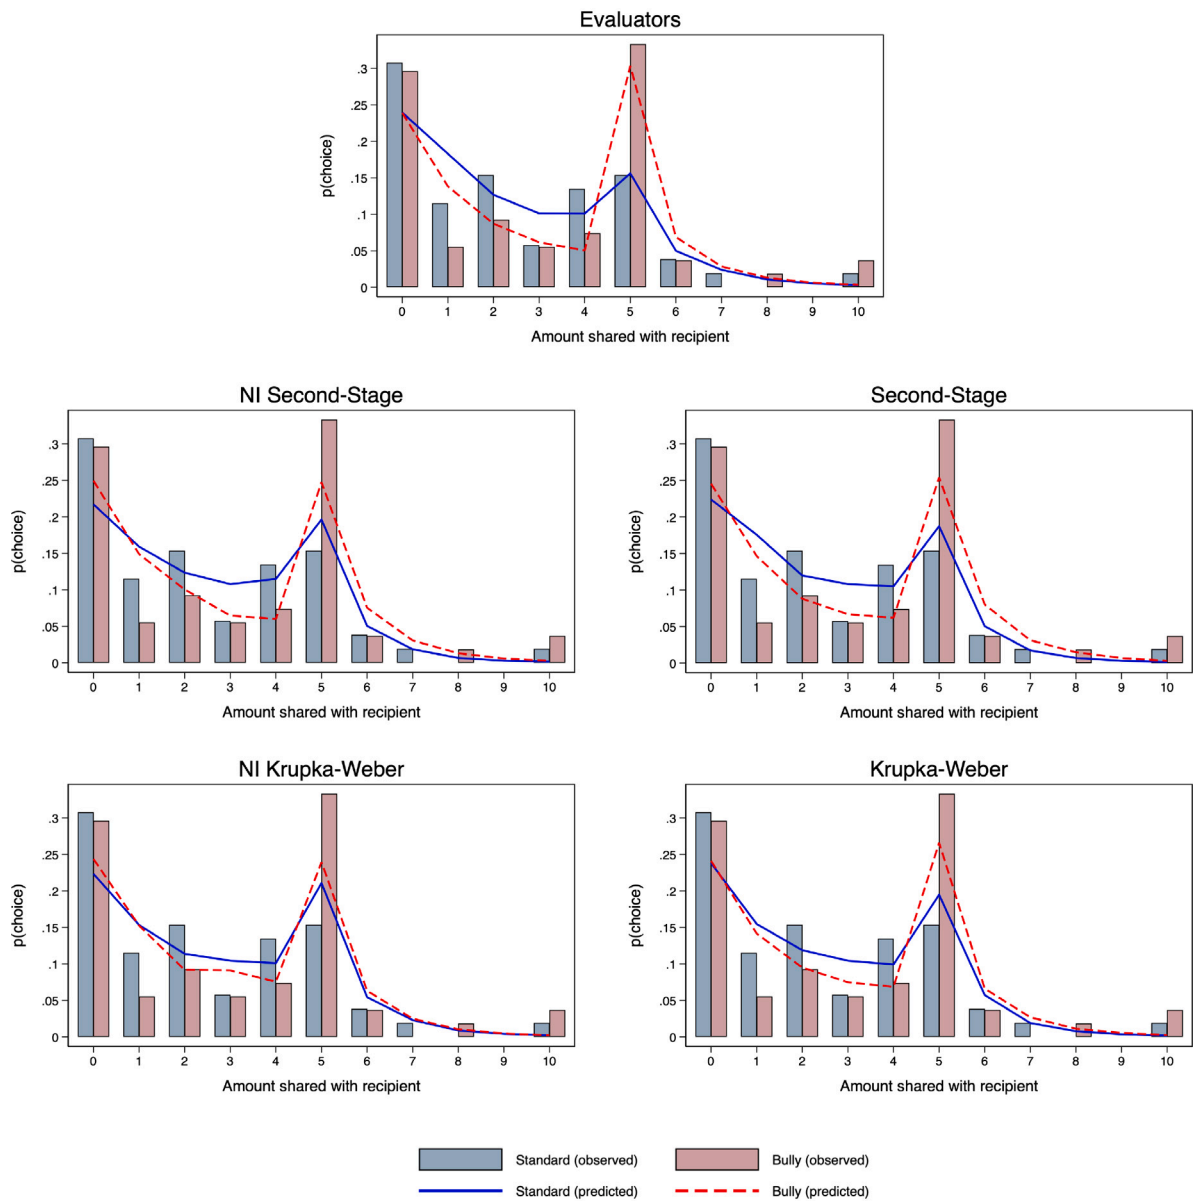 Evaluators
p(choice)
.3
.25
.2
.15
.1
.05
0
0 1 2 3 4 5 6 7 8 9 10
Amount shared with recipient
NI Second-Stage
p(choice)
.3
.25
.2
.15
.1
.05
0
0 1 2 3 4 5 6 7 8 9 10
Amount shared with recipient
Second-Stage
p(choice)
.3
.25
.2
.15
.1
.05
0
0 1 2 3 4 5 6 7 8 9 10
Amount shared with recipient
NI Krupka-Weber
p(choice)
.3
.25
.2
.15
.1
.05
0
0 1 2 3 4 5 6 7 8 9 10
Amount shared with recipient
Krupka-Weber
p(choice)
.3
.25
.2
.15
.1
.05
0
0 1 2 3 4 5 6 7 8 9 10
Amount shared with recipient
Standard (observed) Bully (observed)
Standard (predicted) Bully (predicted)